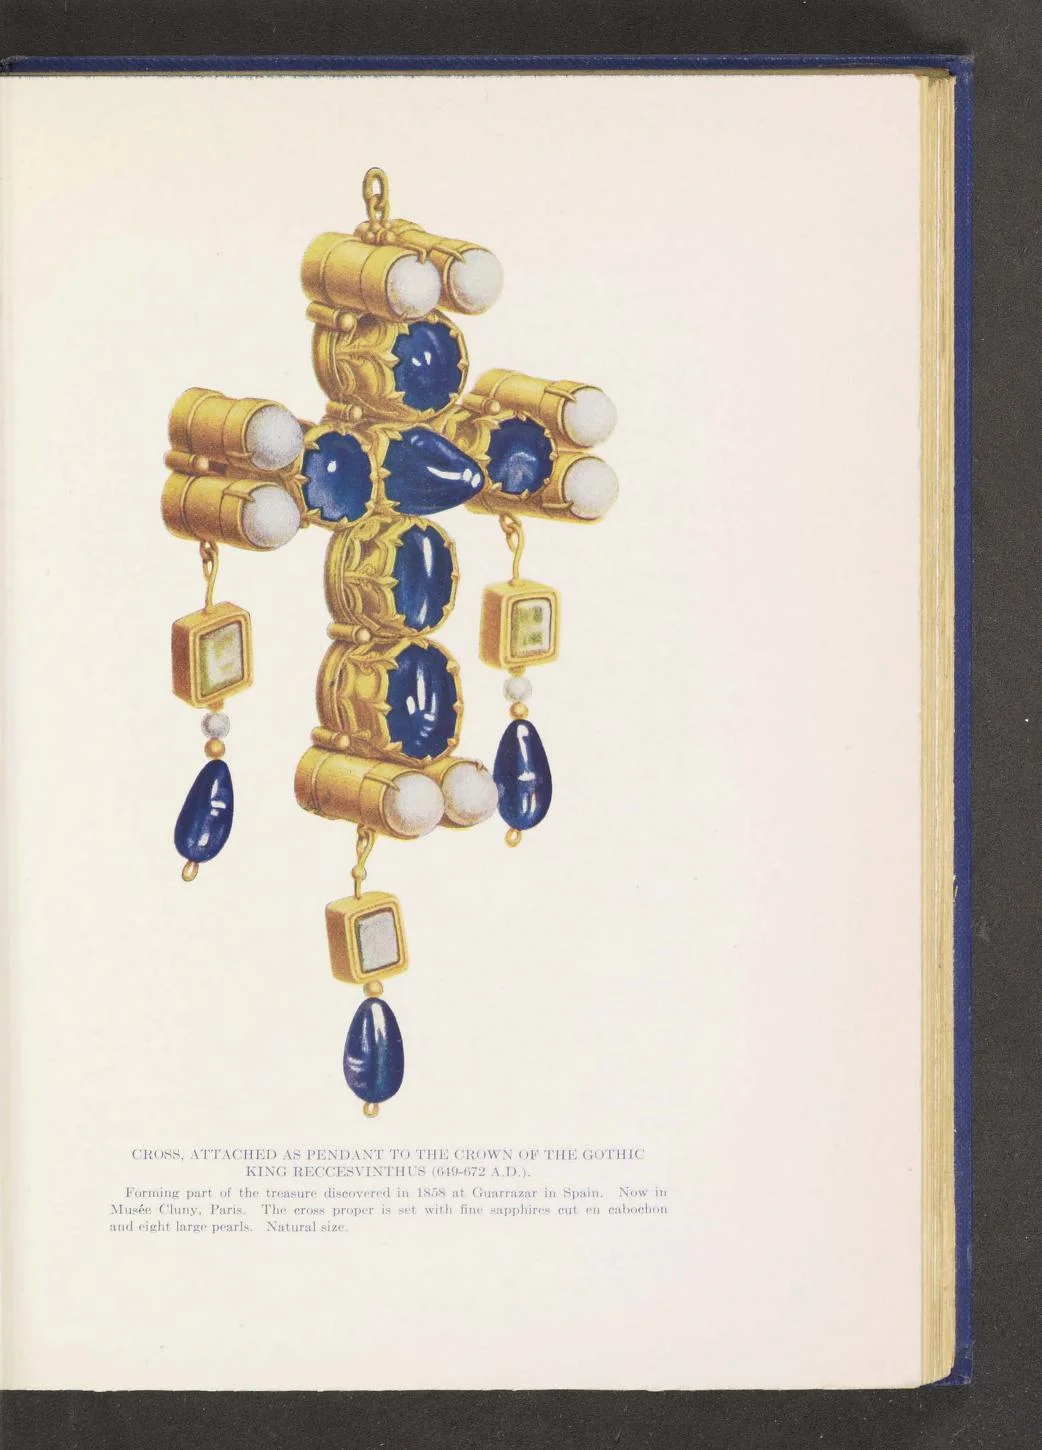 CROSS, ATTACHED AS PENDANT TO THE CROWN OF THE GOTHIC
KING RECCESVINTHUS (649-672 A.D.).
Forming part of the treasure discovered in 1858 at Guarrazar in Spain. Now in
Musée Cluny, Paris. The cross proper is set with fine sapphires cut en cabochon
and eight large pearls. Natural size.